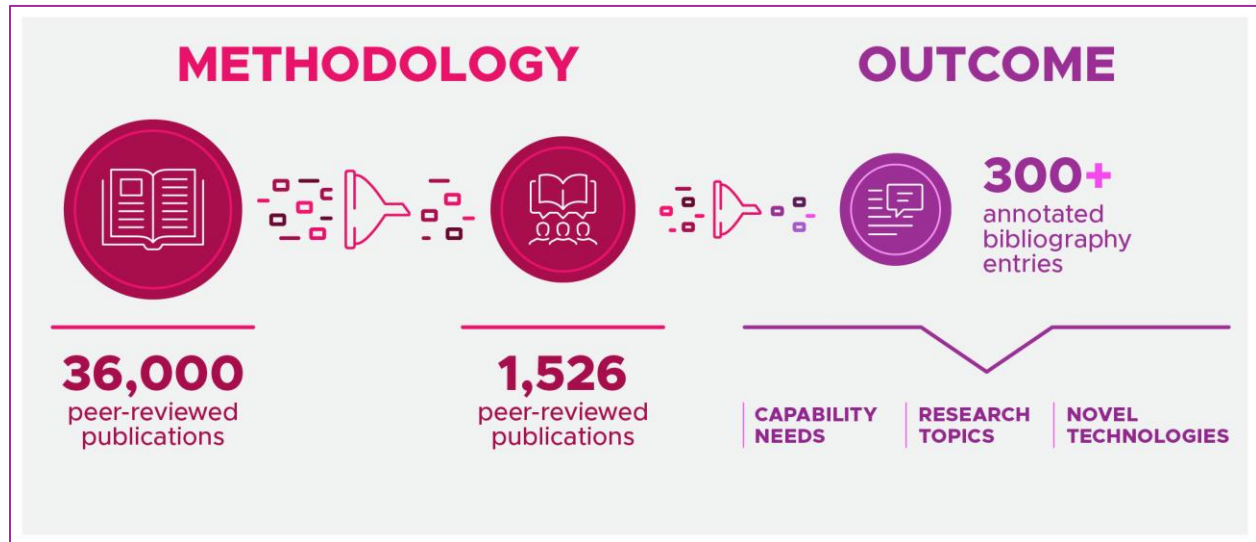 METHODOLOGY
36,000
peer-reviewed
publications
1,526
peer-reviewed
publications
OUTCOME
300+
annotated
bibliography
entries
CAPABILITY
NEEDS
RESEARCH
TOPICS
NOVEL
TECHNOLOGIES